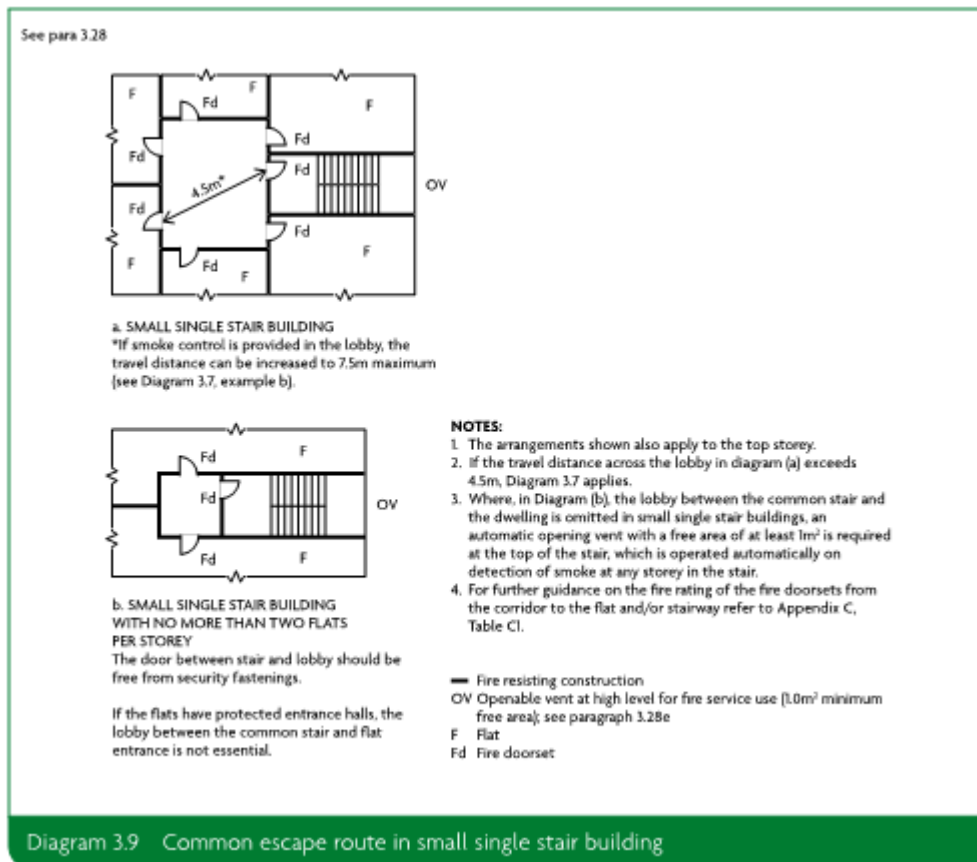 See para 3.28
F
Fd
F
F
Fd
Fd
Fd
4.5m*
OV
Fd
Fd
F
Fd
F
F
a. SMALL SINGLE STAIR BUILDING
*If smoke control is provided in the lobby, the
travel distance can be increased to 7.5m maximum
(see Diagram 3.7, example b).
Fd
F
Fd
OV
Fd
F
b. SMALL SINGLE STAIR BUILDING
WITH NO MORE THAN TWO FLATS
PER STOREY
The door between stair and lobby should be
free from security fastenings.
If the flats have protected entrance halls, the
lobby between the common stair and flat
entrance is not essential.
NOTES:
1. The arrangements shown also apply to the top storey.
2. If the travel distance across the lobby in diagram (a) exceeds
4.5m, Diagram 3.7 applies.
3. Where, in Diagram (b), the lobby between the common stair and
the dwelling is omitted in small single stair buildings, an
automatic opening vent with a free area of at least 1m² is required
at the top of the stair, which is operated automatically on
detection of smoke at any storey in the stair.
4. For further guidance on the fire rating of the fire doorsets from
the corridor to the flat and/or stairway refer to Appendix C,
Table C1.
Fire resisting construction
OV Openable vent at high level for fire service use (1.0m² minimum
free area); see paragraph 3.28e
F Flat
Fd Fire doorset
Diagram 3.9 Common escape route in small single stair building